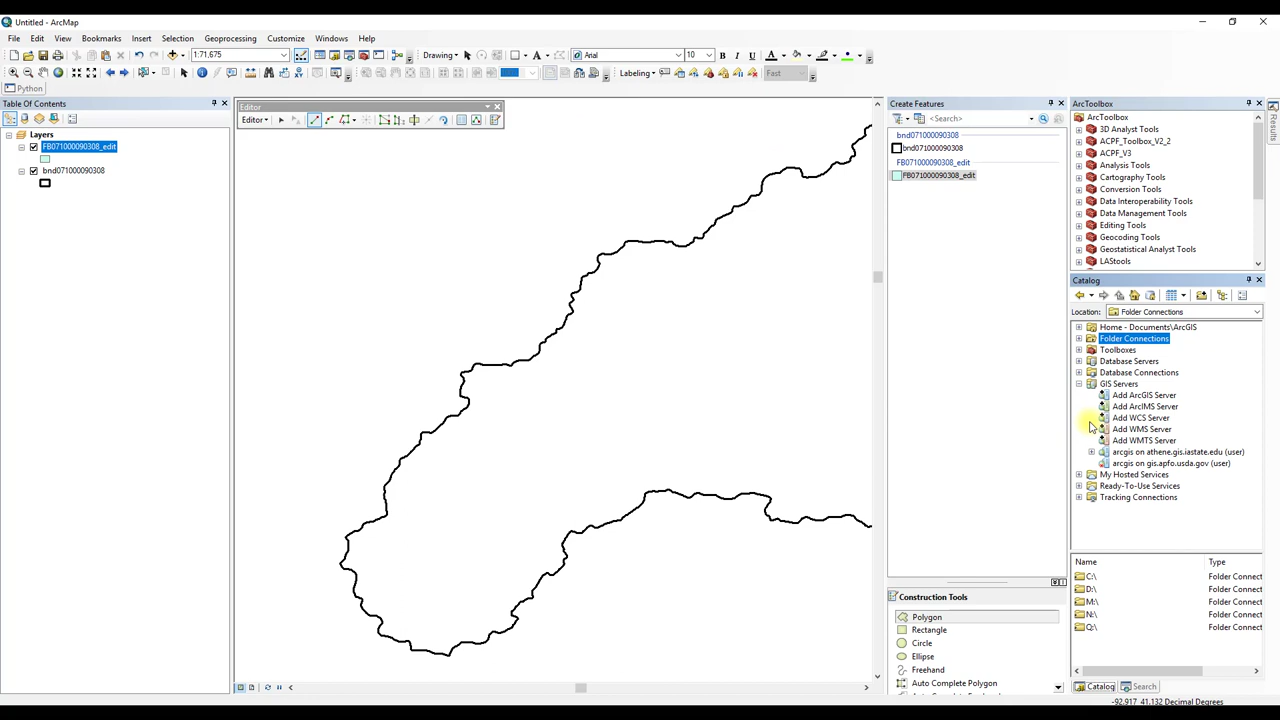 Untitled - ArcMap
File Edit View Bookmarks Insert Selection Geoprocessing Customize Windows Help
1:71,675 Drawing Arial 10 B I U A
Labeling Fast
Python
Table Of Contents
Layers
FB071000090308_edit
bnd071000090308
Editor
Editor
Create Features
<Search>
bnd071000090308
bnd071000090308
FB071000090308_edit
FB071000090308_edit
Construction Tools
Polygon
Rectangle
Circle
Ellipse
Freehand
Auto Complete Polygon
ArcToolbox
ArcToolbox
3D Analyst Tools
ACPF_Toolbox_V2_2
ACPF_V3
Analysis Tools
Cartography Tools
Conversion Tools
Data Interoperability Tools
Data Management Tools
Editing Tools
Geocoding Tools
Geostatistical Analyst Tools
LAStools
Results
Catalog
Location: Folder Connections
Home - Documents\ArcGIS
Folder Connections
Toolboxes
Database Servers
Database Connections
GIS Servers
Add ArcGIS Server
Add ArcIMS Server
Add WCS Server
Add WMS Server
Add WMTS Server
arcgis on athene.gis.iastate.edu (user)
arcgis on gis.apfo.usda.gov (user)
My Hosted Services
Ready-To-Use Services
Tracking Connections
Name Type
C:\ Folder Connect
D:\ Folder Connect
M:\ Folder Connect
N:\ Folder Connect
Q:\ Folder Connect
Catalog Search
-92.917 41.132 Decimal Degrees